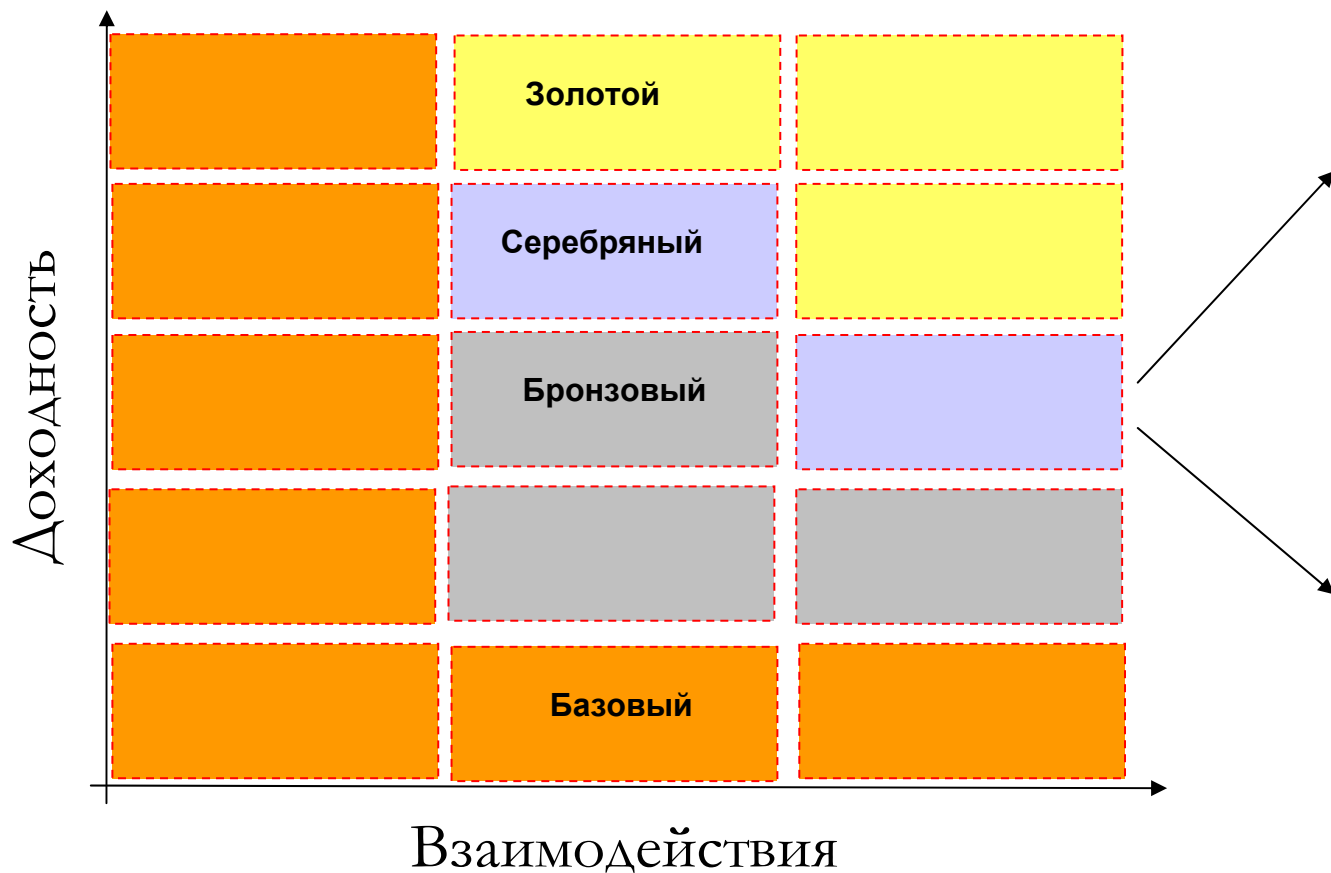 Доходность
Золотой
Серебряный
Бронзовый
Базовый
Взаимодействия